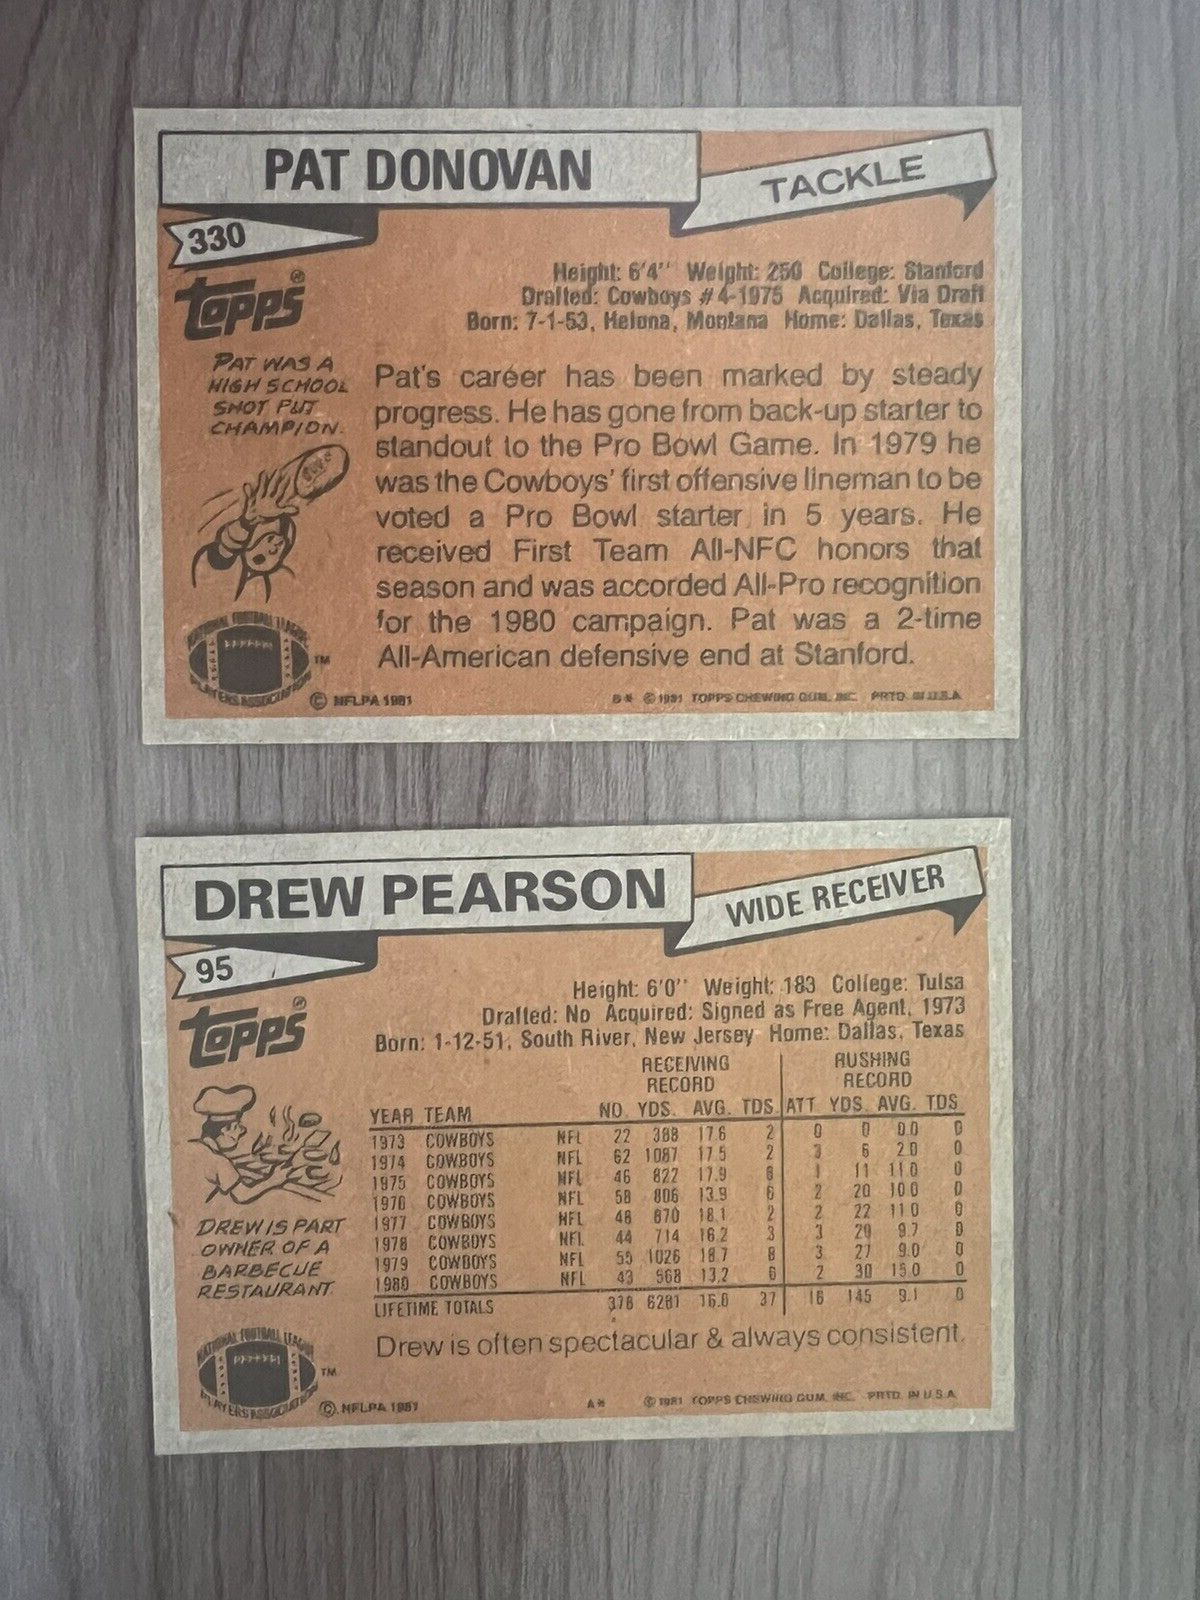 PAT DONOVAN
TACKLE
330
TOPPS®
Height: 6'4" Weight: 250 College: Stanford
Drafted: Cowboys #4-1975 Acquired: Via Draft
Born: 7-1-53, Helena, Montana Home: Dallas, Texas
PAT WAS A
HIGH SCHOOL
SHOT PUT
CHAMPION.
Pat's career has been marked by steady
progress. He has gone from back-up starter to
standout to the Pro Bowl Game. In 1979 he
was the Cowboys' first offensive lineman to be
voted a Pro Bowl starter in 5 years. He
received First Team All-NFC honors that
season and was accorded All-Pro recognition
for the 1980 campaign. Pat was a 2-time
All-American defensive end at Stanford.
NATIONAL FOOTBALL LEAGUE
PLAYERS ASSOCIATION
TM
© NFLPA 1981
B* © 1981 TOPPS CHEWING GUM, INC. PRTD. IN U.S.A.
DREW PEARSON
WIDE RECEIVER
95
TOPPS®
Height: 6'0" Weight: 183 College: Tulsa
Drafted: No Acquired: Signed as Free Agent, 1973
Born: 1-12-51, South River, New Jersey Home: Dallas, Texas
RECEIVING RECORD RUSHING RECORD
YEAR TEAM NO. YDS. AVG. TDS ATT YDS. AVG. TDS
1973 COWBOYS NFL 22 388 17.6 2 0 0 0.0 0
1974 COWBOYS NFL 62 1087 17.5 2 3 6 2.0 0
1975 COWBOYS NFL 46 822 17.9 8 1 11 11.0 0
1976 COWBOYS NFL 58 806 13.9 6 2 20 10.0 0
1977 COWBOYS NFL 48 870 18.1 2 2 22 11.0 0
1978 COWBOYS NFL 44 714 16.2 3 3 29 9.7 0
1979 COWBOYS NFL 55 1026 18.7 8 3 27 9.0 0
1980 COWBOYS NFL 43 568 13.2 6 2 30 15.0 0
LIFETIME TOTALS 378 6281 16.6 37 16 145 9.1 0
DREW IS PART
OWNER OF A
BARBECUE
RESTAURANT.
Drew is often spectacular & always consistent.
NATIONAL FOOTBALL LEAGUE
PLAYERS ASSOCIATION
TM
© NFLPA 1981
A* © 1981 TOPPS CHEWING GUM, INC. PRTD. IN U.S.A.